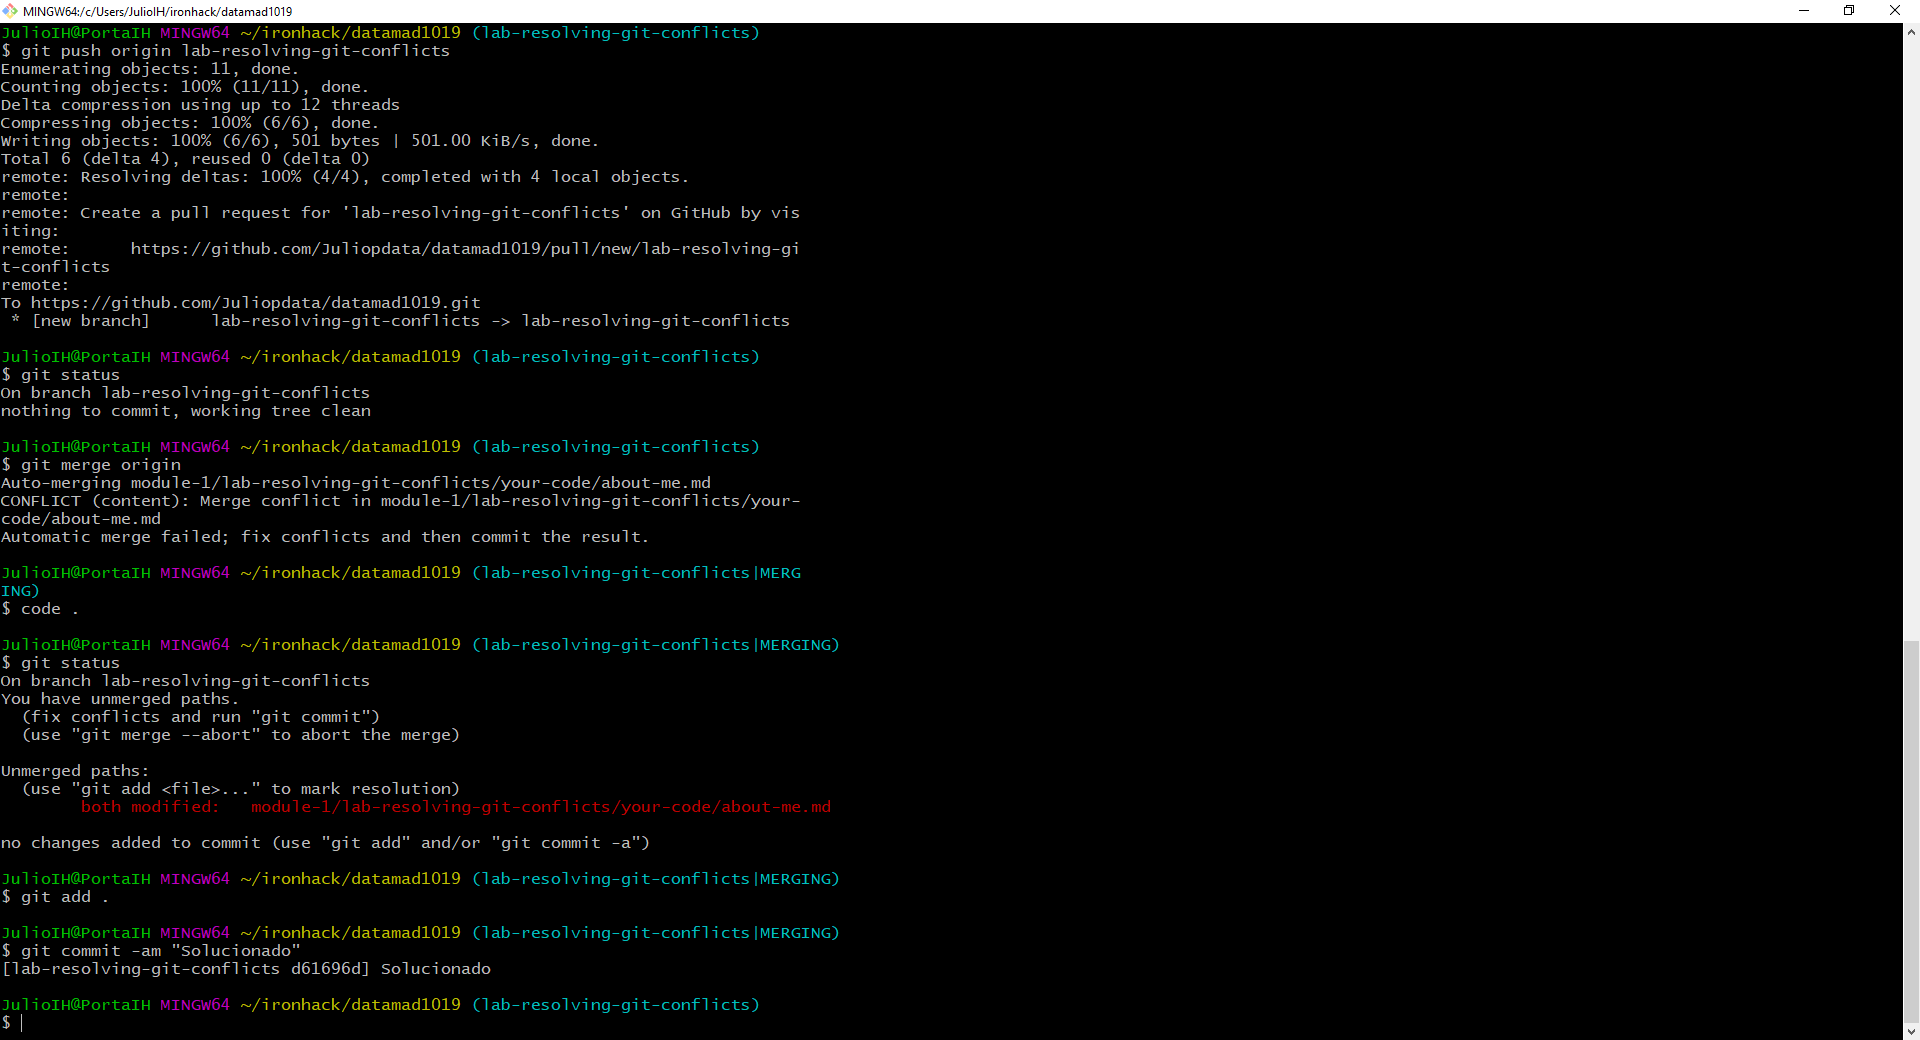 MINGW64:/c/Users/JulioIH/ironhack/datamad1019
JulioIH@PortaIH MINGW64 ~/ironhack/datamad1019 (lab-resolving-git-conflicts)
$ git push origin lab-resolving-git-conflicts
Enumerating objects: 11, done.
Counting objects: 100% (11/11), done.
Delta compression using up to 12 threads
Compressing objects: 100% (6/6), done.
Writing objects: 100% (6/6), 501 bytes | 501.00 KiB/s, done.
Total 6 (delta 4), reused 0 (delta 0)
remote: Resolving deltas: 100% (4/4), completed with 4 local objects.
remote:
remote: Create a pull request for 'lab-resolving-git-conflicts' on GitHub by vis
iting:
remote:      https://github.com/Juliopdata/datamad1019/pull/new/lab-resolving-gi
t-conflicts
remote:
To https://github.com/Juliopdata/datamad1019.git
 * [new branch]      lab-resolving-git-conflicts -> lab-resolving-git-conflicts

JulioIH@PortaIH MINGW64 ~/ironhack/datamad1019 (lab-resolving-git-conflicts)
$ git status
On branch lab-resolving-git-conflicts
nothing to commit, working tree clean

JulioIH@PortaIH MINGW64 ~/ironhack/datamad1019 (lab-resolving-git-conflicts)
$ git merge origin
Auto-merging module-1/lab-resolving-git-conflicts/your-code/about-me.md
CONFLICT (content): Merge conflict in module-1/lab-resolving-git-conflicts/your-
code/about-me.md
Automatic merge failed; fix conflicts and then commit the result.

JulioIH@PortaIH MINGW64 ~/ironhack/datamad1019 (lab-resolving-git-conflicts|MERG
ING)
$ code .

JulioIH@PortaIH MINGW64 ~/ironhack/datamad1019 (lab-resolving-git-conflicts|MERGING)
$ git status
On branch lab-resolving-git-conflicts
You have unmerged paths.
  (fix conflicts and run "git commit")
  (use "git merge --abort" to abort the merge)

Unmerged paths:
  (use "git add <file>..." to mark resolution)
        both modified:   module-1/lab-resolving-git-conflicts/your-code/about-me.md

no changes added to commit (use "git add" and/or "git commit -a")

JulioIH@PortaIH MINGW64 ~/ironhack/datamad1019 (lab-resolving-git-conflicts|MERGING)
$ git add .

JulioIH@PortaIH MINGW64 ~/ironhack/datamad1019 (lab-resolving-git-conflicts|MERGING)
$ git commit -am "Solucionado"
[lab-resolving-git-conflicts d61696d] Solucionado

JulioIH@PortaIH MINGW64 ~/ironhack/datamad1019 (lab-resolving-git-conflicts)
$